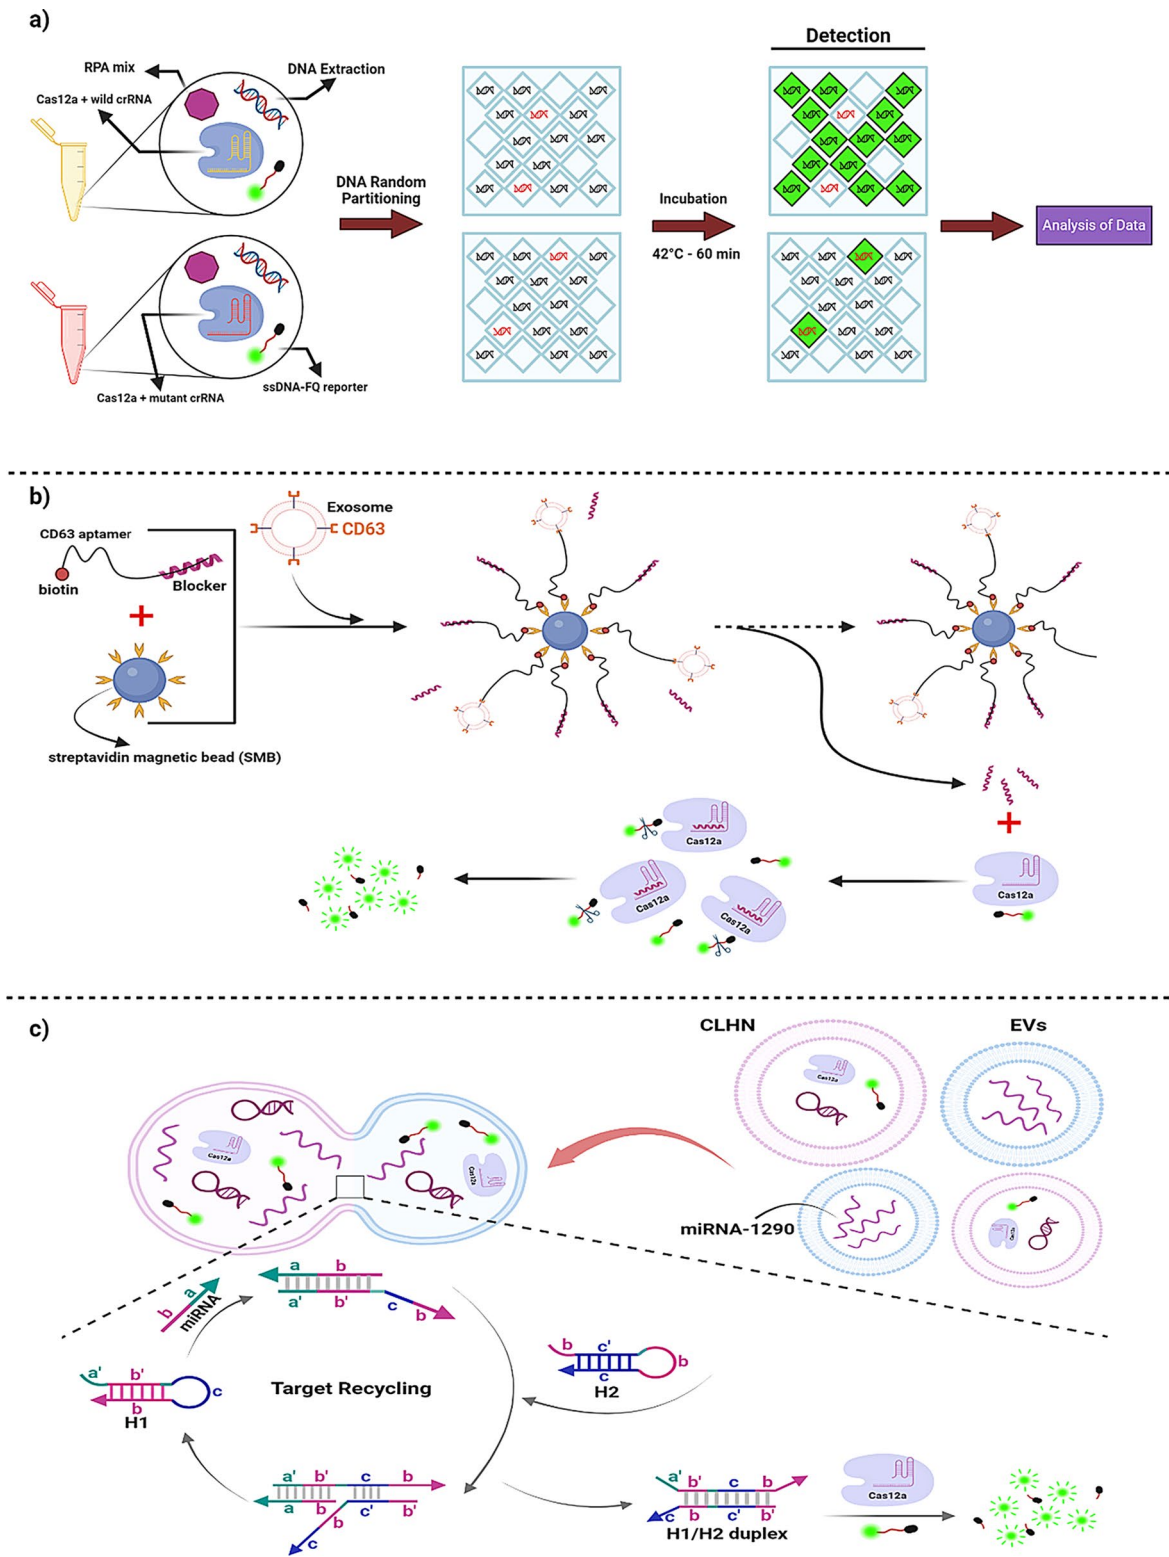 a)
Detection
RPA mix
DNA Extraction
Cas12a + wild crRNA
DNA Random
Partitioning
Incubation
42°C - 60 min
Analysis of Data
ssDNA-FQ reporter
Cas12a + mutant crRNA
b)
CD63 aptamer
biotin
Blocker
Exosome
CD63
streptavidin magnetic bead (SMB)
Cas12a
Cas12a
Cas12a
Cas12a
c)
CLHN
EVs
Cas12a
Cas12a
Cas12a
miRNA-1290
Cas12a
a b
a' b' c b
b a
miRNA
a' b' c
b
H1
Target Recycling
b c' b
c
H2
a' b' c b
a b c b'
c
a' b' c b
c b c' b'
H1/H2 duplex
Cas12a